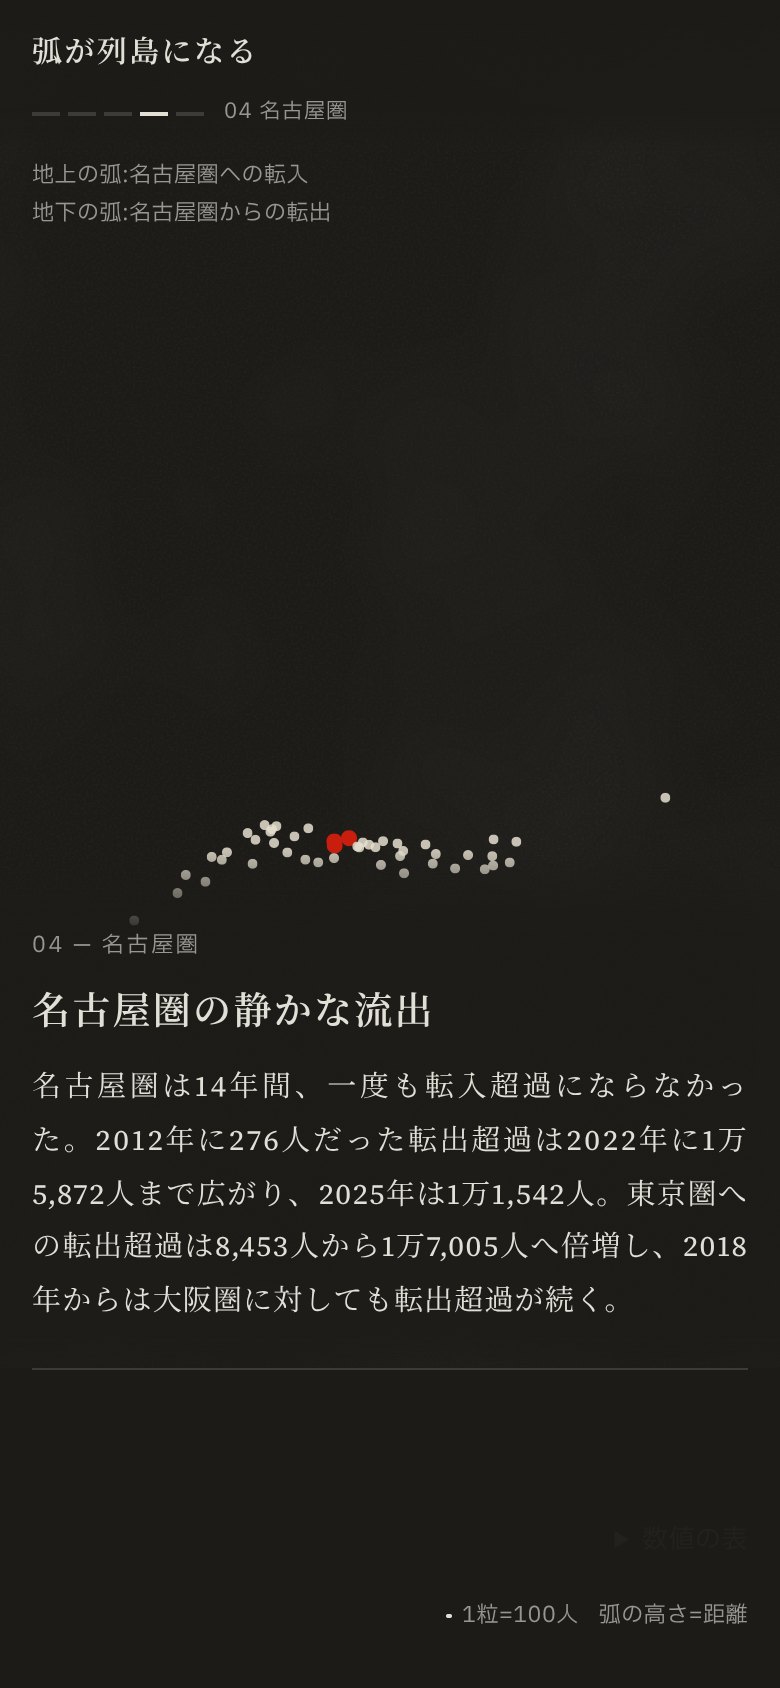 弧が列島になる
04 名古屋圏
地上の弧:名古屋圏への転入
地下の弧:名古屋圏からの転出
04 — 名古屋圏
名古屋圏の静かな流出
名古屋圏は14年間、一度も転入超過にならなかっ
た。2012年に276人だった転出超過は2022年に1万
5,872人まで広がり、2025年は1万1,542人。東京圏へ
の転出超過は8,453人から1万7,005人へ倍増し、2018
年からは大阪圏に対しても転出超過が続く。
▶ 数値の表
1粒=100人 弧の高さ=距離